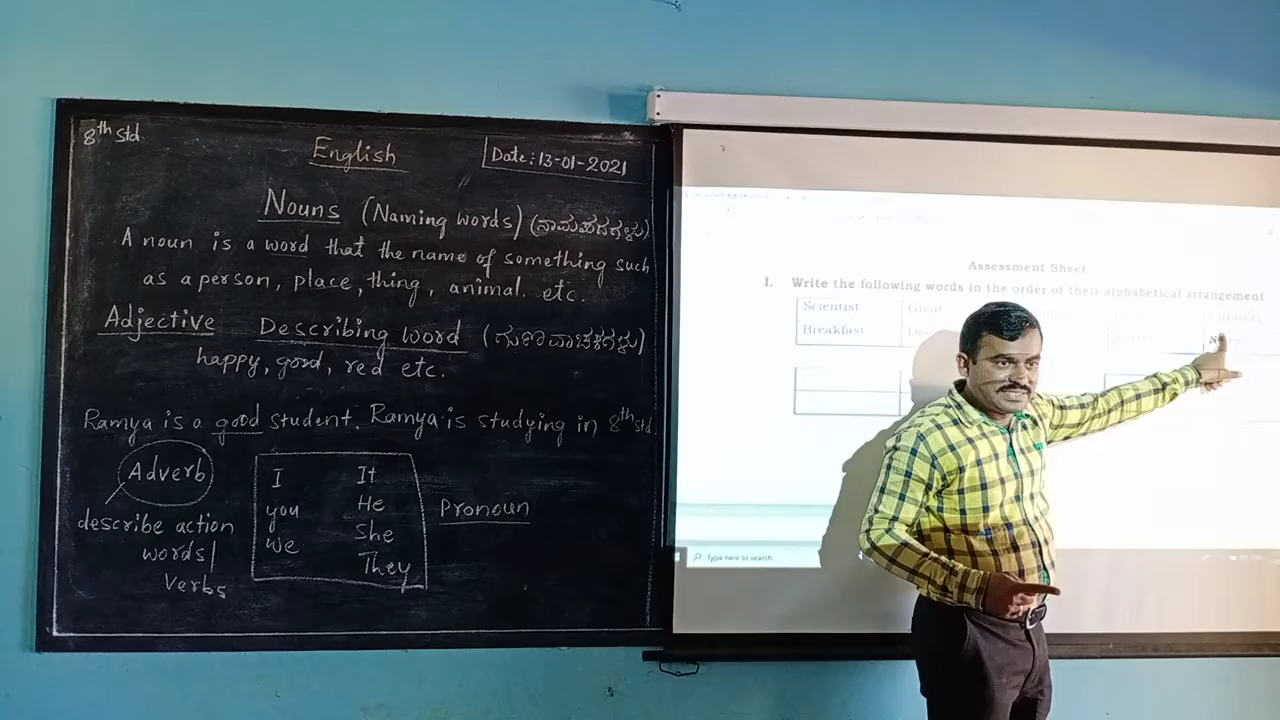 8th Std
English
Date: 13-01-2021
Nouns (Naming words) (ನಾಮಪದಗಳು)
A noun is a word that the name of something such
as a person, place, thing, animal. etc.
Adjective Describing word (ಗುಣವಾಚಕಗಳು)
happy, good, red etc.
Ramya is a good student. Ramya is studying in 8th std.
Adverb
describe action
words/
Verbs
I It
you He
We She
They
Pronoun
Assessment Sheet
1. Write the following words in the order of their alphabetical arrangement
Scientist Great
Breakfast
Type here to search